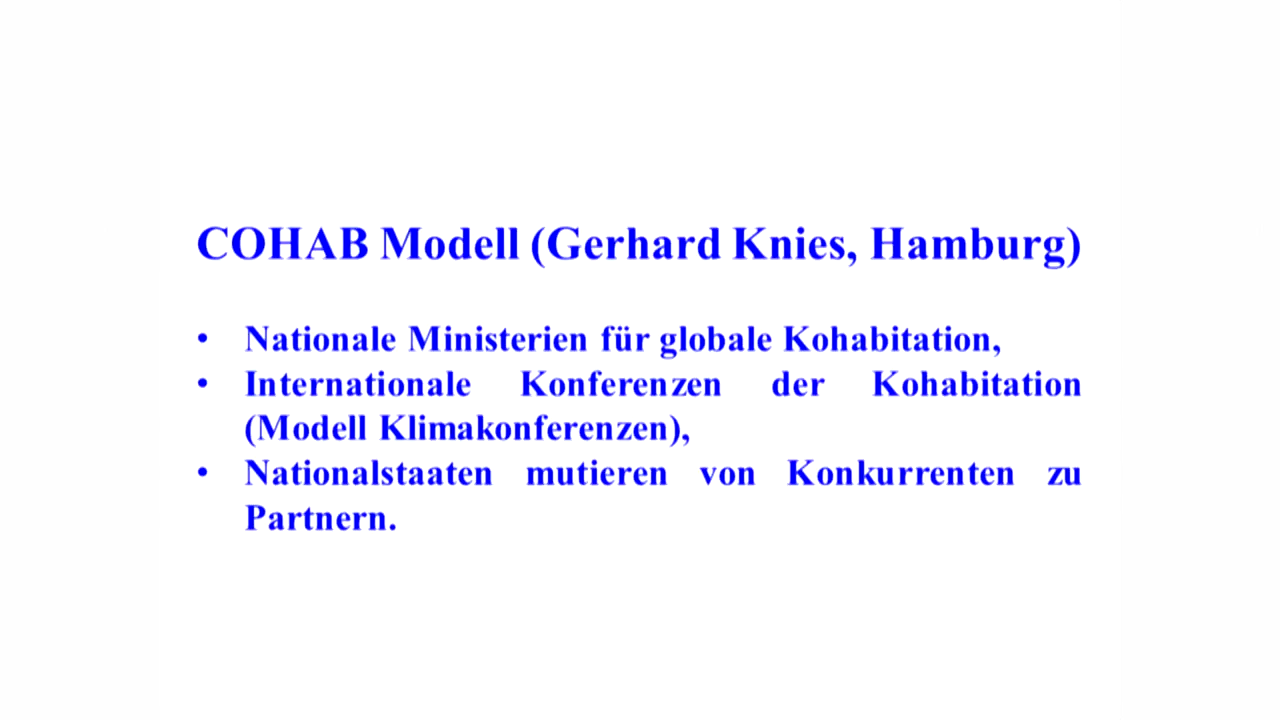 COHAB Modell (Gerhard Knies, Hamburg)
• Nationale Ministerien für globale Kohabitation,
• Internationale Konferenzen der Kohabitation
(Modell Klimakonferenzen),
• Nationalstaaten mutieren von Konkurrenten zu
Partnern.